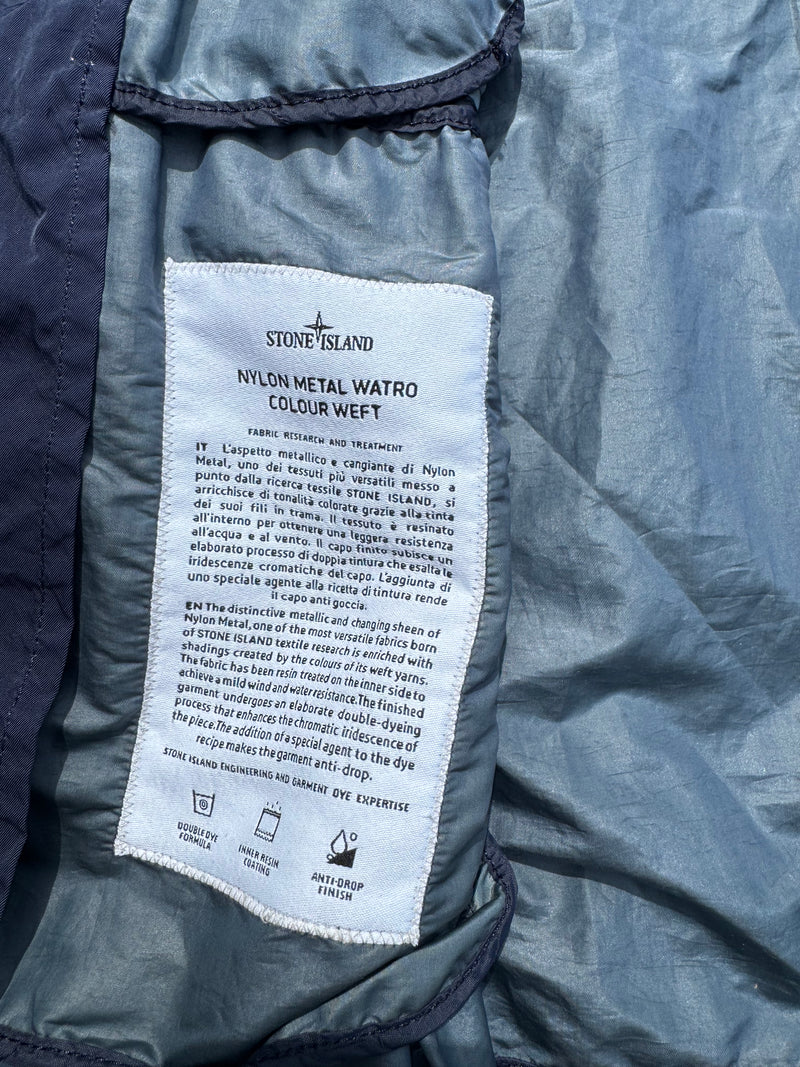 STONE ISLAND
NYLON METAL WATRO
COLOUR WEFT
FABRIC RESEARCH AND TREATMENT
IT L'aspetto metallico e cangiante di Nylon
Metal, uno dei tessuti più versatili messo a
punto dalla ricerca tessile STONE ISLAND, si
arricchisce di tonalità colorate grazie alla tinta
dei suoi fili in trama. Il tessuto è resinato
all'interno per ottenere una leggera resistenza
all'acqua e al vento. Il capo finito subisce un
elaborato processo di doppia tintura che esalta le
iridescenze cromatiche del capo. L'aggiunta di
uno speciale agente alla ricetta di tintura rende
il capo anti goccia.
EN The distinctive metallic and changing sheen of
Nylon Metal, one of the most versatile fabrics born
of STONE ISLAND textile research is enriched with
shadings created by the colours of its weft yarns.
The fabric has been resin treated on the inner side to
achieve a mild wind and water resistance. The finished
garment undergoes an elaborate double-dyeing
process that enhances the chromatic iridescence of
the piece. The addition of a special agent to the dye
recipe makes the garment anti-drop.
STONE ISLAND ENGINEERING AND GARMENT DYE EXPERTISE
DOUBLE DYE
FORMULA
INNER RESIN
COATING
ANTI-DROP
FINISH